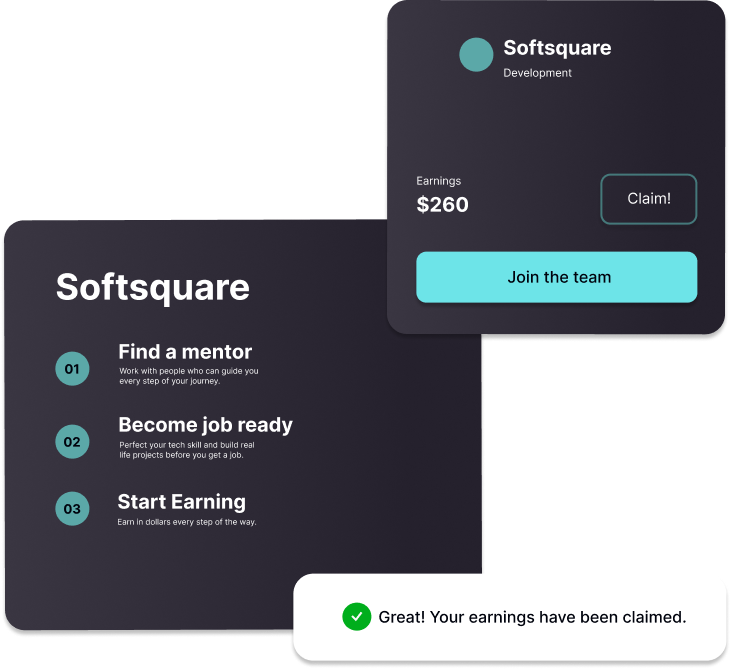 Softsquare
Development
Earnings
$260
Claim!
Join the team
Softsquare
01
Find a mentor
Work with people who can guide you
every step of your journey.
02
Become job ready
Perfect your tech skill and build real
life projects before you get a job.
03
Start Earning
Earn in dollars every step of the way.
Great! Your earnings have been claimed.